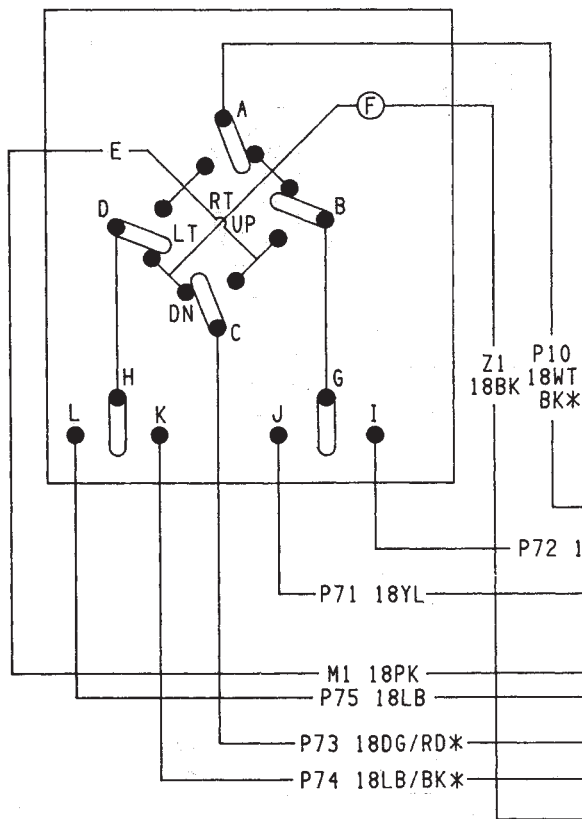 A
F
E
D
RT
B
LT
UP
DN
C
Z1
18BK
P10
18WT
BK*
H
G
L
K
J
I
P72 1
P71 18YL
M1 18PK
P75 18LB
P73 18DG/RD*
P74 18LB/BK*